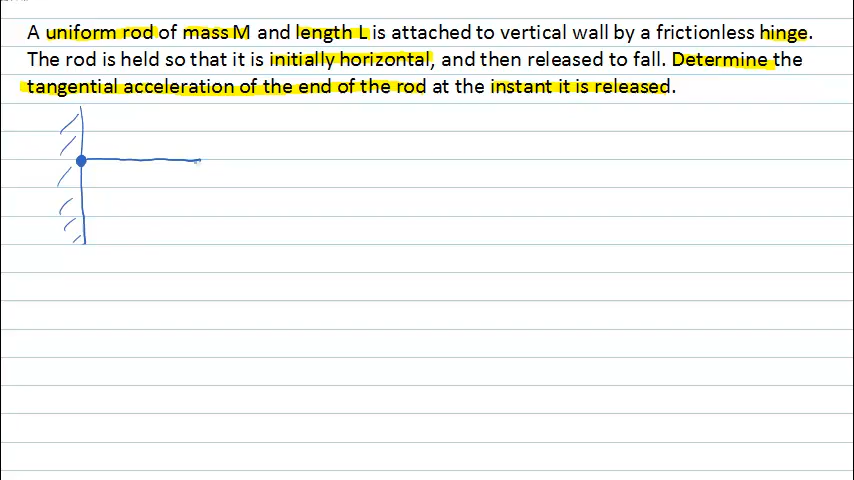 A uniform rod of mass M and length L is attached to vertical wall by a frictionless hinge.
The rod is held so that it is initially horizontal, and then released to fall. Determine the
tangential acceleration of the end of the rod at the instant it is released.